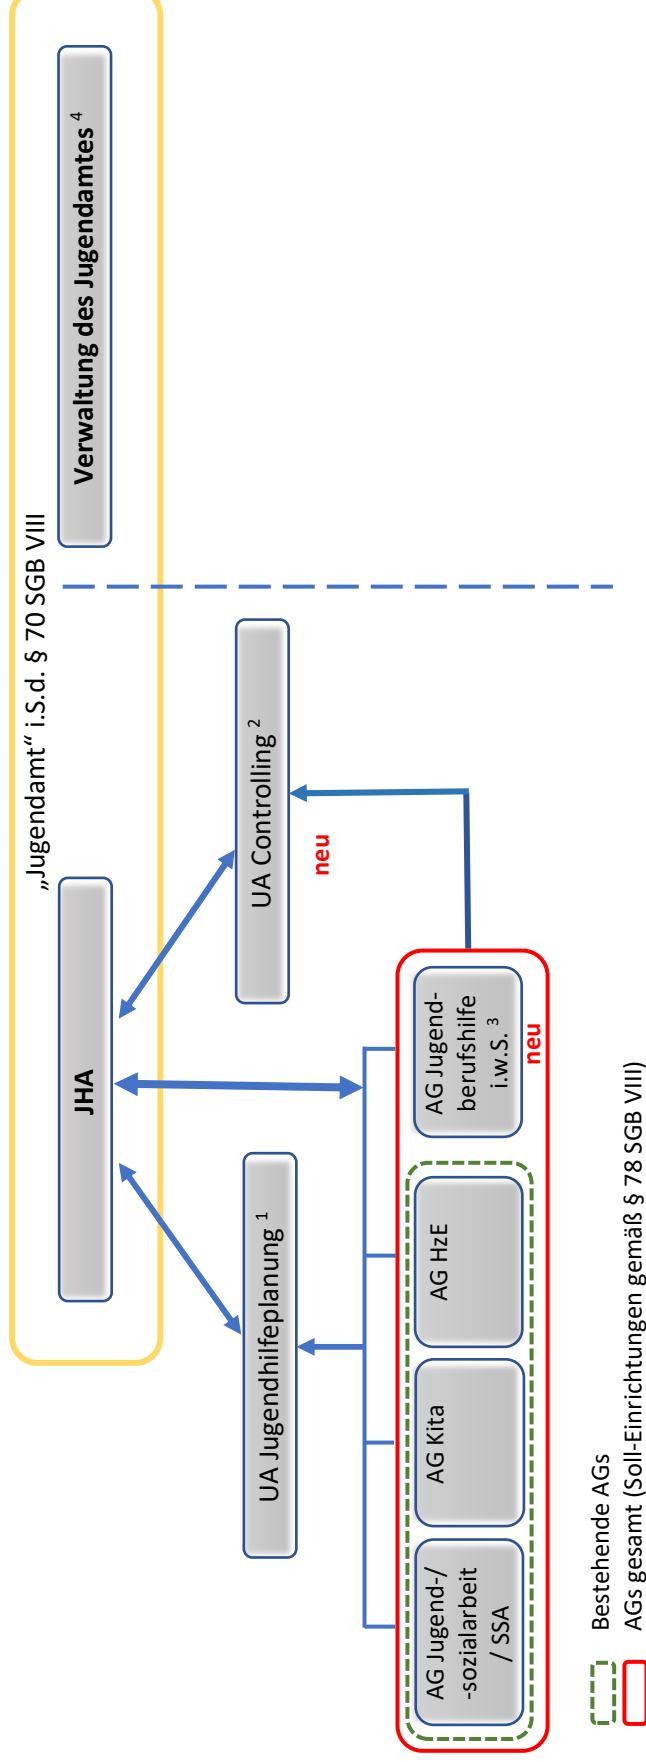 „Jugendamt“ i.S.d. § 70 SGB VIII
JHA
Verwaltung des Jugendamtes 4
UA Jugendhilfeplanung 1
UA Controlling 2
neu
AG Jugend-/
-sozialarbeit
/ SSA
AG Kita
AG HzE
AG Jugend-
berufshilfe
i.w.S. 3
neu
Bestehende AGs
AGs gesamt (Soll-Einrichtungen gemäß § 78 SGB VIII)